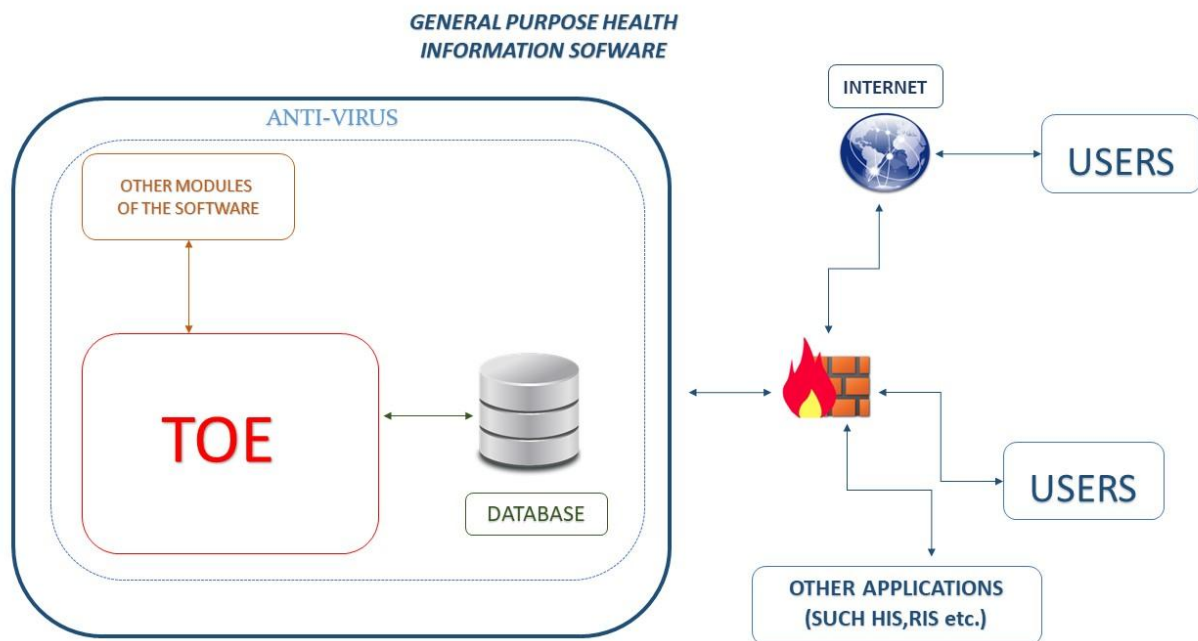 GENERAL PURPOSE HEALTH
INFORMATION SOFWARE
ANTI-VIRUS
OTHER MODULES
OF THE SOFTWARE
TOE
DATABASE
INTERNET
USERS
USERS
OTHER APPLICATIONS
(SUCH HIS,RIS etc.)